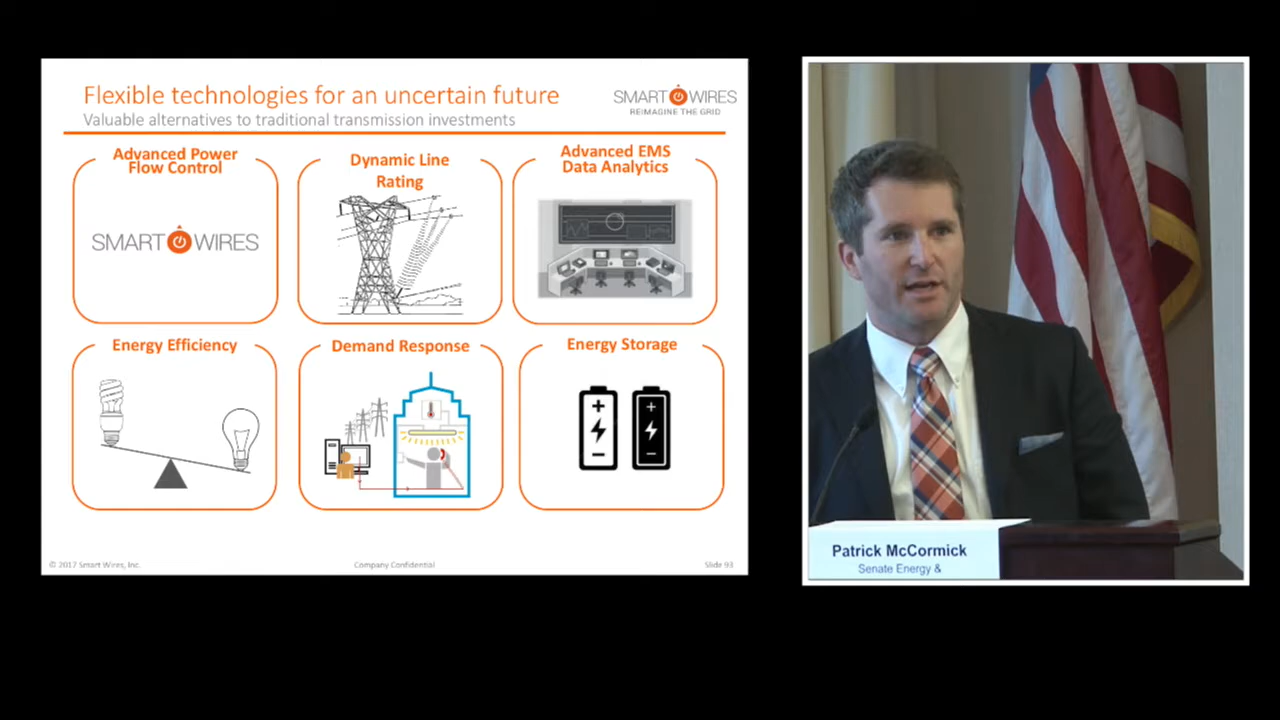 Flexible technologies for an uncertain future
Valuable alternatives to traditional transmission investments
SMART WIRES
REIMAGINE THE GRID
Advanced Power
Flow Control
SMART WIRES
Dynamic Line
Rating
Advanced EMS
Data Analytics
Energy Efficiency
Demand Response
Energy Storage
© 2017 Smart Wires, Inc.
Company Confidential
Slide 93
Patrick McCormick
Senate Energy &